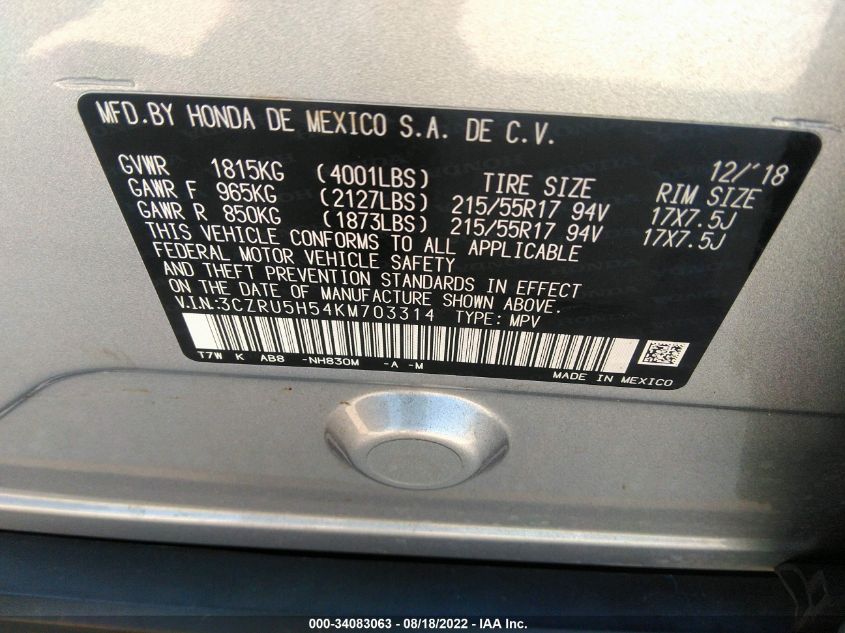 MFD.BY HONDA DE MEXICO S.A. DE C.V.
12/'18
GVWR 1815KG (4001LBS) TIRE SIZE RIM SIZE
GAWR F 965KG (2127LBS) 215/55R17 94V 17X7.5J
GAWR R 850KG (1873LBS) 215/55R17 94V 17X7.5J
THIS VEHICLE CONFORMS TO ALL APPLICABLE
FEDERAL MOTOR VEHICLE SAFETY
AND THEFT PREVENTION STANDARDS IN EFFECT
ON THE DATE OF MANUFACTURE SHOWN ABOVE.
V.I.N.:3CZRU5H54KM703314 TYPE: MPV
T7W K AB8 -NH830M -A -M
MADE IN MEXICO
000-34083063 - 08/18/2022 - IAA Inc.